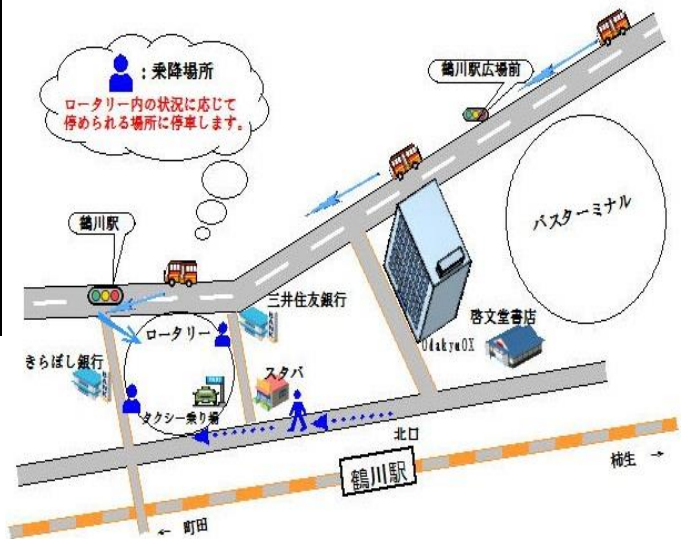 ：乗降場所
ロータリー内の状況に応じて
停められる場所に停車します。
鶴川駅広場前
バスターミナル
鶴川駅
三井住友銀行
ロータリー
きらぼし銀行
OdakyuOX
啓文堂書店
スタバ
タクシー乗り場
北口
鶴川駅
柿生 →
← 町田